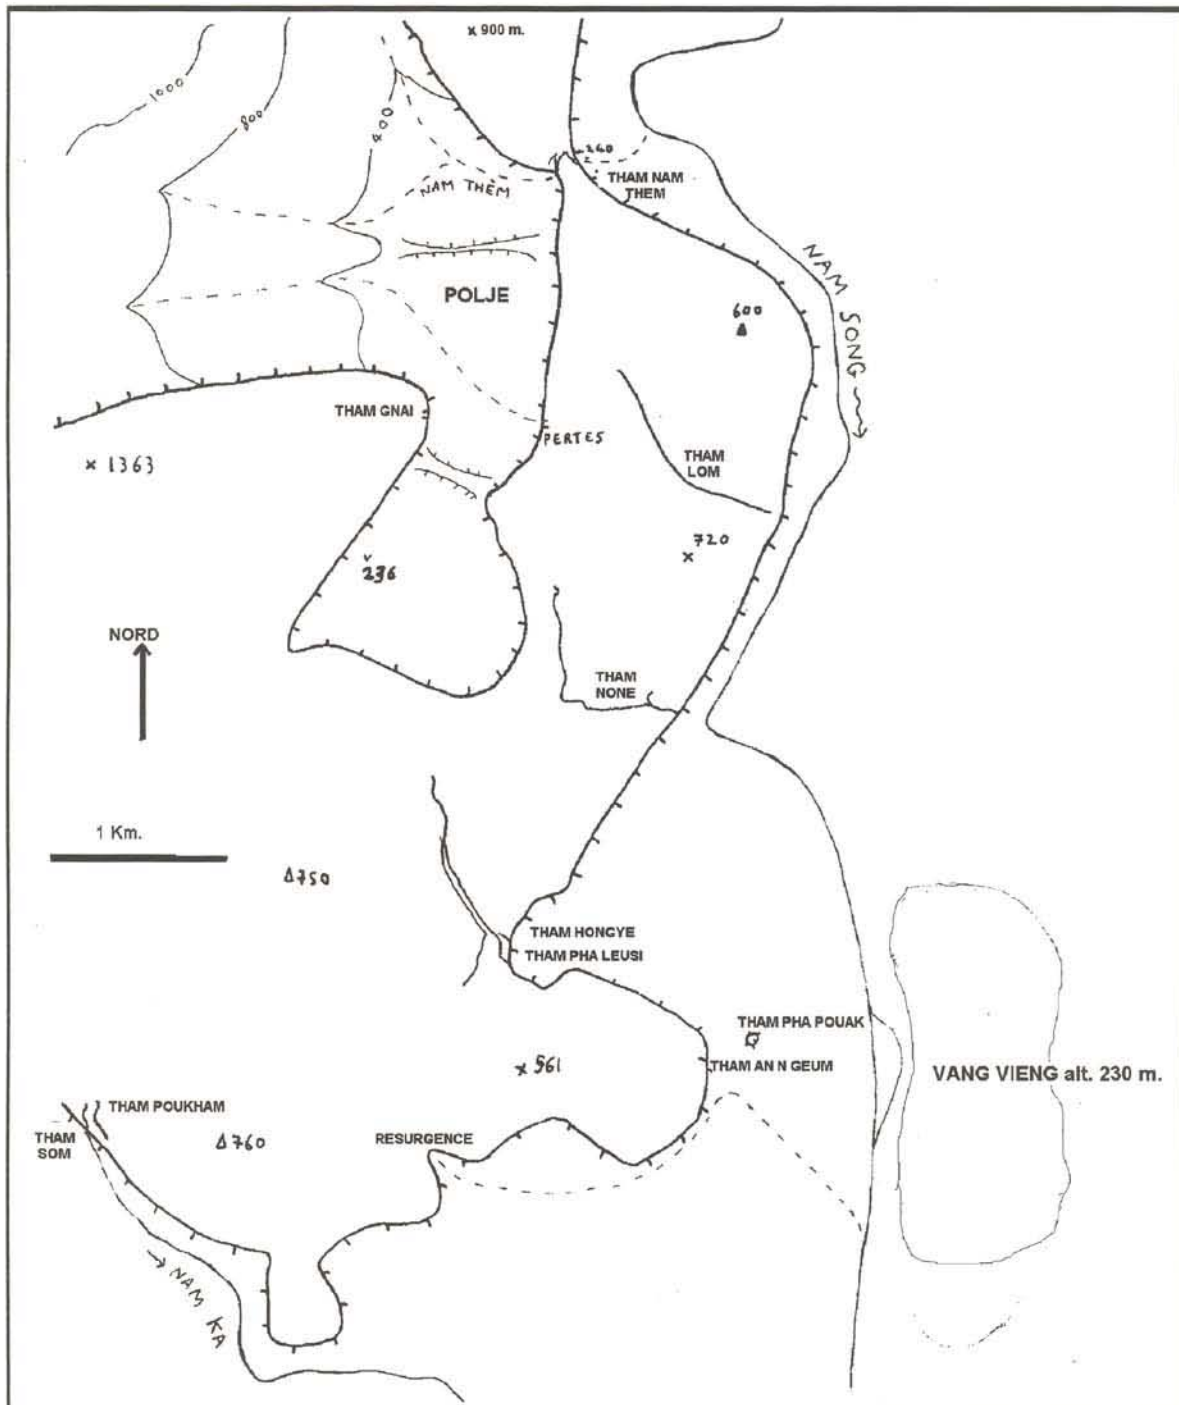 x 900 m.
1000
800
400
260
THAM NAM
THEM
NAM THÈM
NAM SONG
POLJE
600
THAM GNAI
PERTES
x 1363
THAM
LOM
720
236
NORD
THAM
NONE
1 Km.
750
THAM HONGYE
THAM PHA LEUSI
THAM PHA POUAK
x 561
THAM AN N GEUM
VANG VIENG alt. 230 m.
THAM POUKHAM
THAM
SOM
760
RESURGENCE
NAM KA